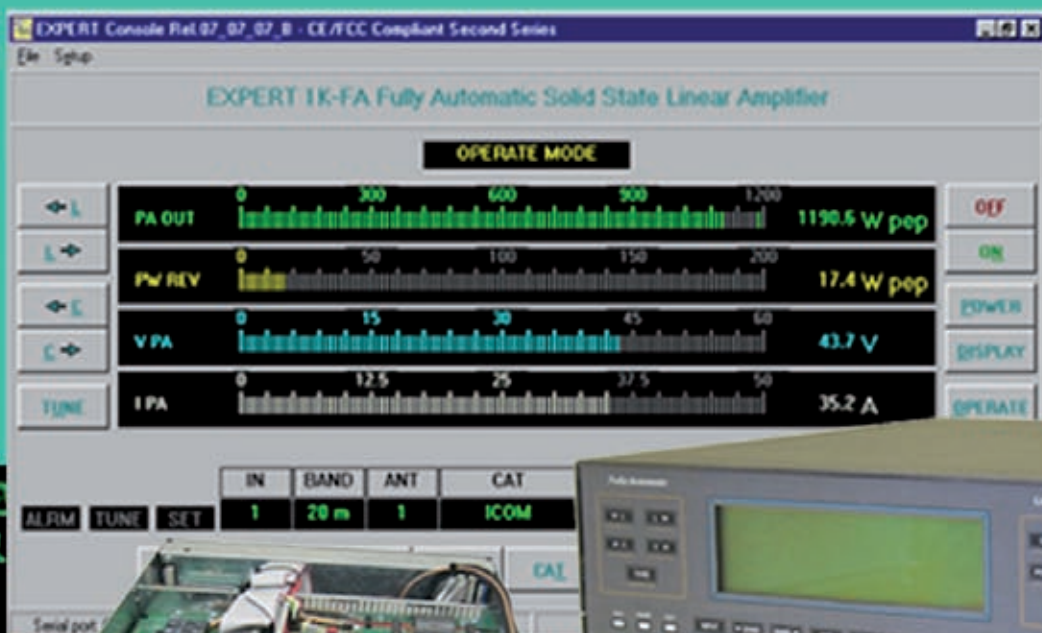 EXPERT Console Rel.07_07_07_B - CE/FCC Compliant Second Series
File Setup
EXPERT 1K-FA Fully Automatic Solid State Linear Amplifier
OPERATE MODE
L
L
C
C
TUNE
0 300 600 900 1200
PA OUT 1190.6 W pep
0 50 100 150 200
PW REV 17.4 W pep
0 15 30 45 60
V PA 43.7 V
0 12.5 25 37.5 50
I PA 35.2 A
OFF
ON
POWER
DISPLAY
OPERATE
IN BAND ANT CAT
1 20 m 1 ICOM
ALRM TUNE SET
CAT
Serial port
Fully Automatic